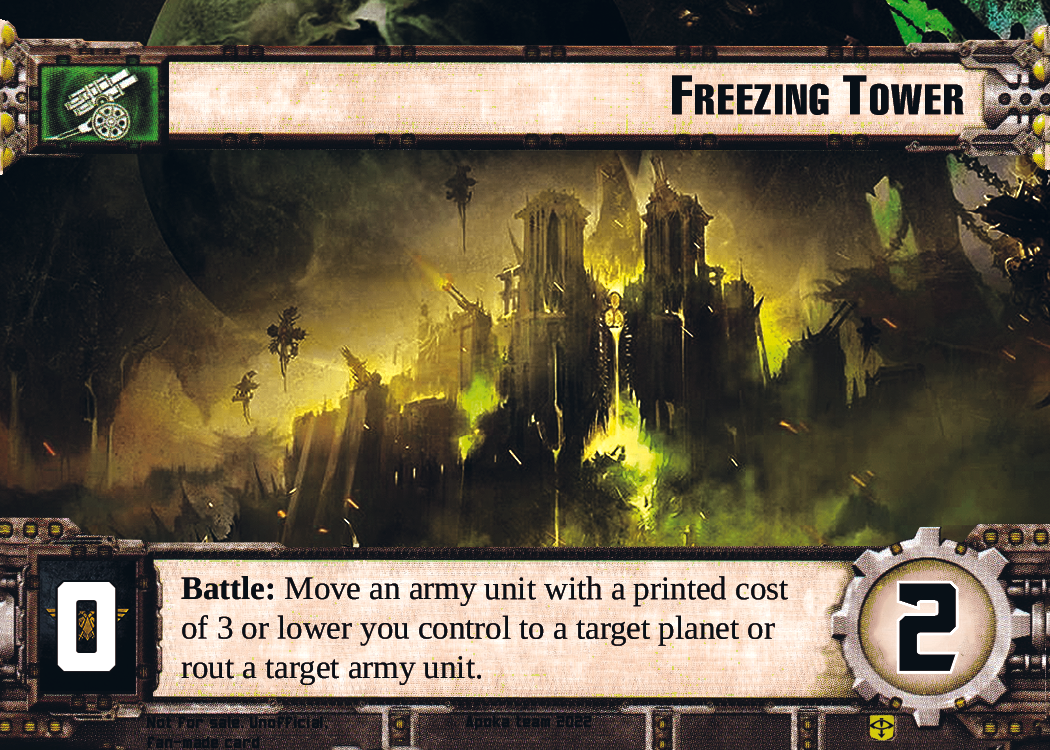 Freezing Tower
Battle: Move an army unit with a printed cost
of 3 or lower you control to a target planet or
rout a target army unit.
0
2
Not for sale. Unofficial.
Apoka team 2022
Fan-made card